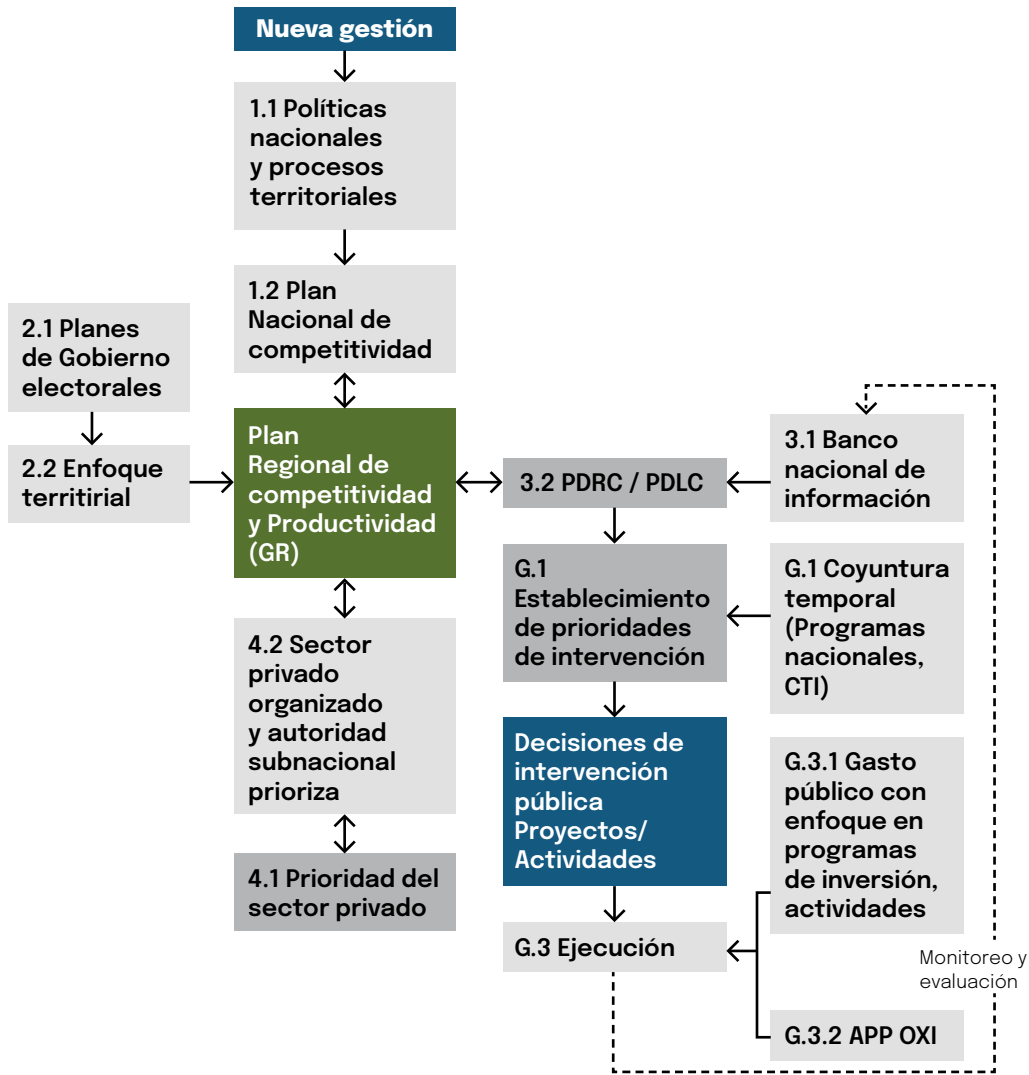 Nueva gestión
1.1 Políticas
nacionales
y procesos
territoriales
1.2 Plan
Nacional de
competitividad
2.1 Planes
de Gobierno
electorales
2.2 Enfoque
territirial
Plan
Regional de
competitividad
y Productividad
(GR)
4.2 Sector
privado
organizado
y autoridad
subnacional
prioriza
4.1 Prioridad del
sector privado
3.2 PDRC / PDLC
3.1 Banco
nacional de
información
G.1
Establecimiento
de prioridades
de intervención
G.1 Coyuntura
temporal
(Programas
nacionales,
CTI)
Decisiones de
intervención
pública
Proyectos/
Actividades
G.3.1 Gasto
público con
enfoque en
programas
de inversión,
actividades
G.3 Ejecución
Monitoreo y
evaluación
G.3.2 APP OXI